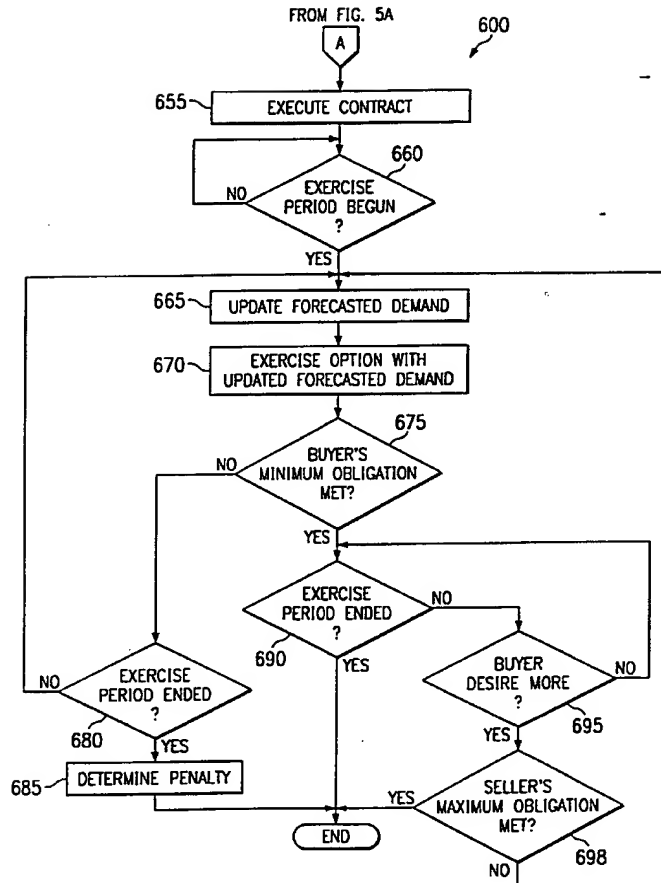 FROM FIG. 5A
A
600
655
EXECUTE CONTRACT
660
NO
EXERCISE
PERIOD BEGUN
?
YES
665
UPDATE FORECASTED DEMAND
670
EXERCISE OPTION WITH
UPDATED FORECASTED DEMAND
675
NO
BUYER'S
MINIMUM OBLIGATION
MET?
YES
EXERCISE
PERIOD ENDED
?
NO
690
YES
NO
EXERCISE
PERIOD ENDED
?
680
YES
BUYER
DESIRE MORE
?
NO
695
YES
685
DETERMINE PENALTY
YES
SELLER'S
MAXIMUM OBLIGATION
MET?
698
NO
END